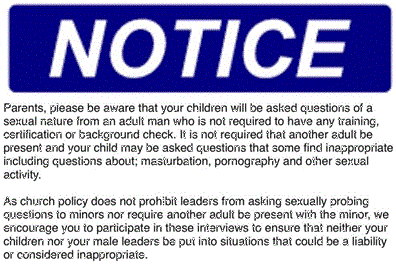 NOTICE
Parents, please be aware that your children will be asked questions of a
sexual nature from an adult man who is not required to have any training,
certification or background check. It is not required that another adult be
present and your child may be asked questions that some find inappropriate
including questions about; masturbation, pornography and other sexual
activity.
As church policy does not prohibit leaders from asking sexually probing
questions to minors nor require another adult be present with the minor, we
encourage you to participate in these interviews to ensure that neither your
children nor your male leaders be put into situations that could be a liability
or considered inappropriate.